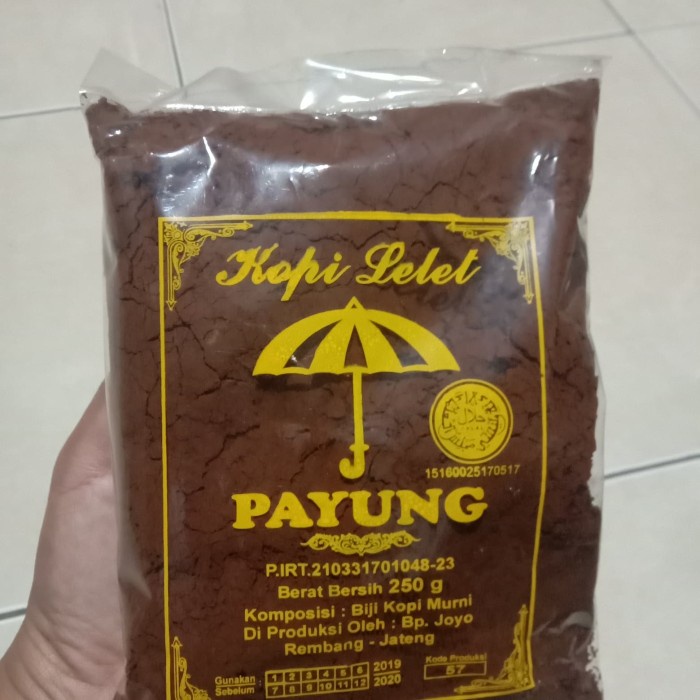 Kopi Lelet
حلال
15160025170517
PAYUNG
P.IRT.210331701048-23
Berat Bersih 250 g
Komposisi : Biji Kopi Murni
Di Produksi Oleh : Bp. Joyo
Rembang - Jateng
Gunakan Sebelum : 1 2 3 4 5 6 7 8 9 10 11 12 2019 2020
Kode Produksi 57